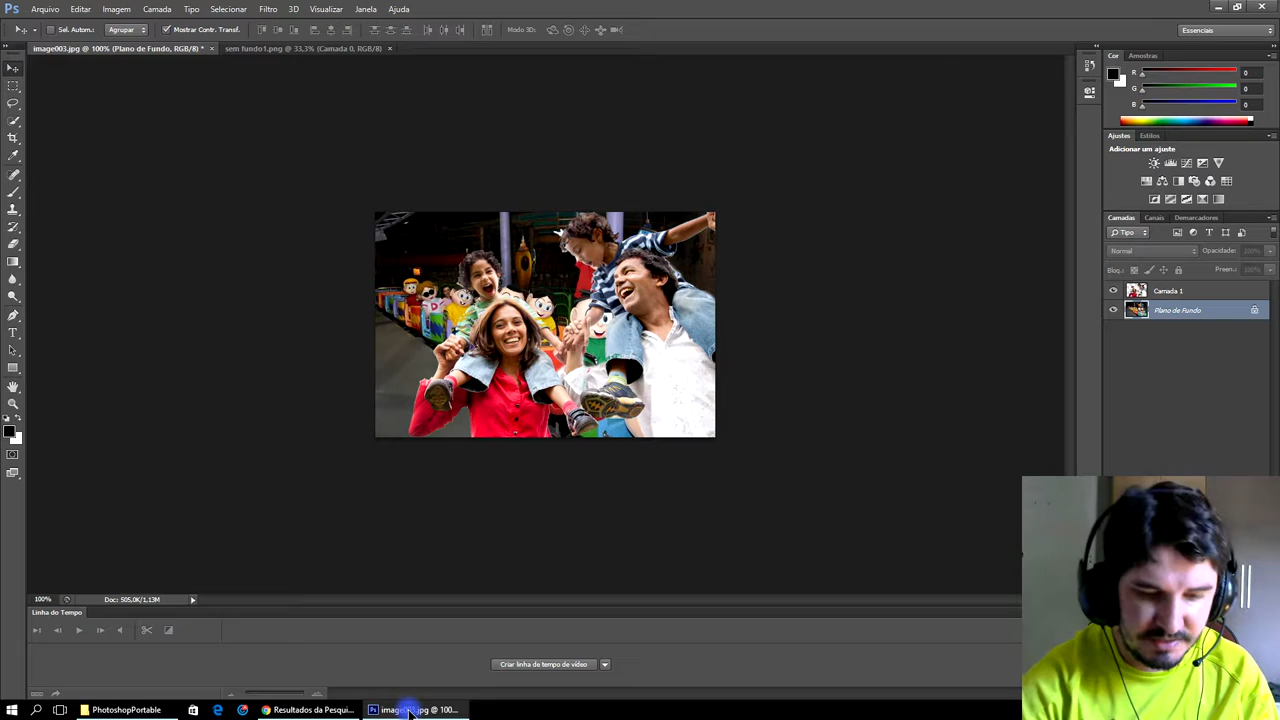 Ps Arquivo Editar Imagem Camada Tipo Selecionar Filtro 3D Visualizar Janela Ajuda
Sel. Autom.: Agrupar Mostrar Contr. Transf. Modo 3D: Essenciais
image003.jpg @ 100% (Plano de Fundo, RGB/8) * × sem fundo1.png @ 33,3% (Camada 0, RGB/8) ×
Cor Amostras
R 0
G 0
B 0
Ajustes Estilos
Adicionar um ajuste
Camadas Canais Demarcadores
Tipo
Normal Opacidade: 100%
Bloq.: Preen.: 100%
Camada 1
Plano de Fundo
100% Doc: 505,0K/1,13M
Linha do Tempo
Criar linha de tempo de vídeo
PhotoshopPortable Resultados da Pesqui... Ps